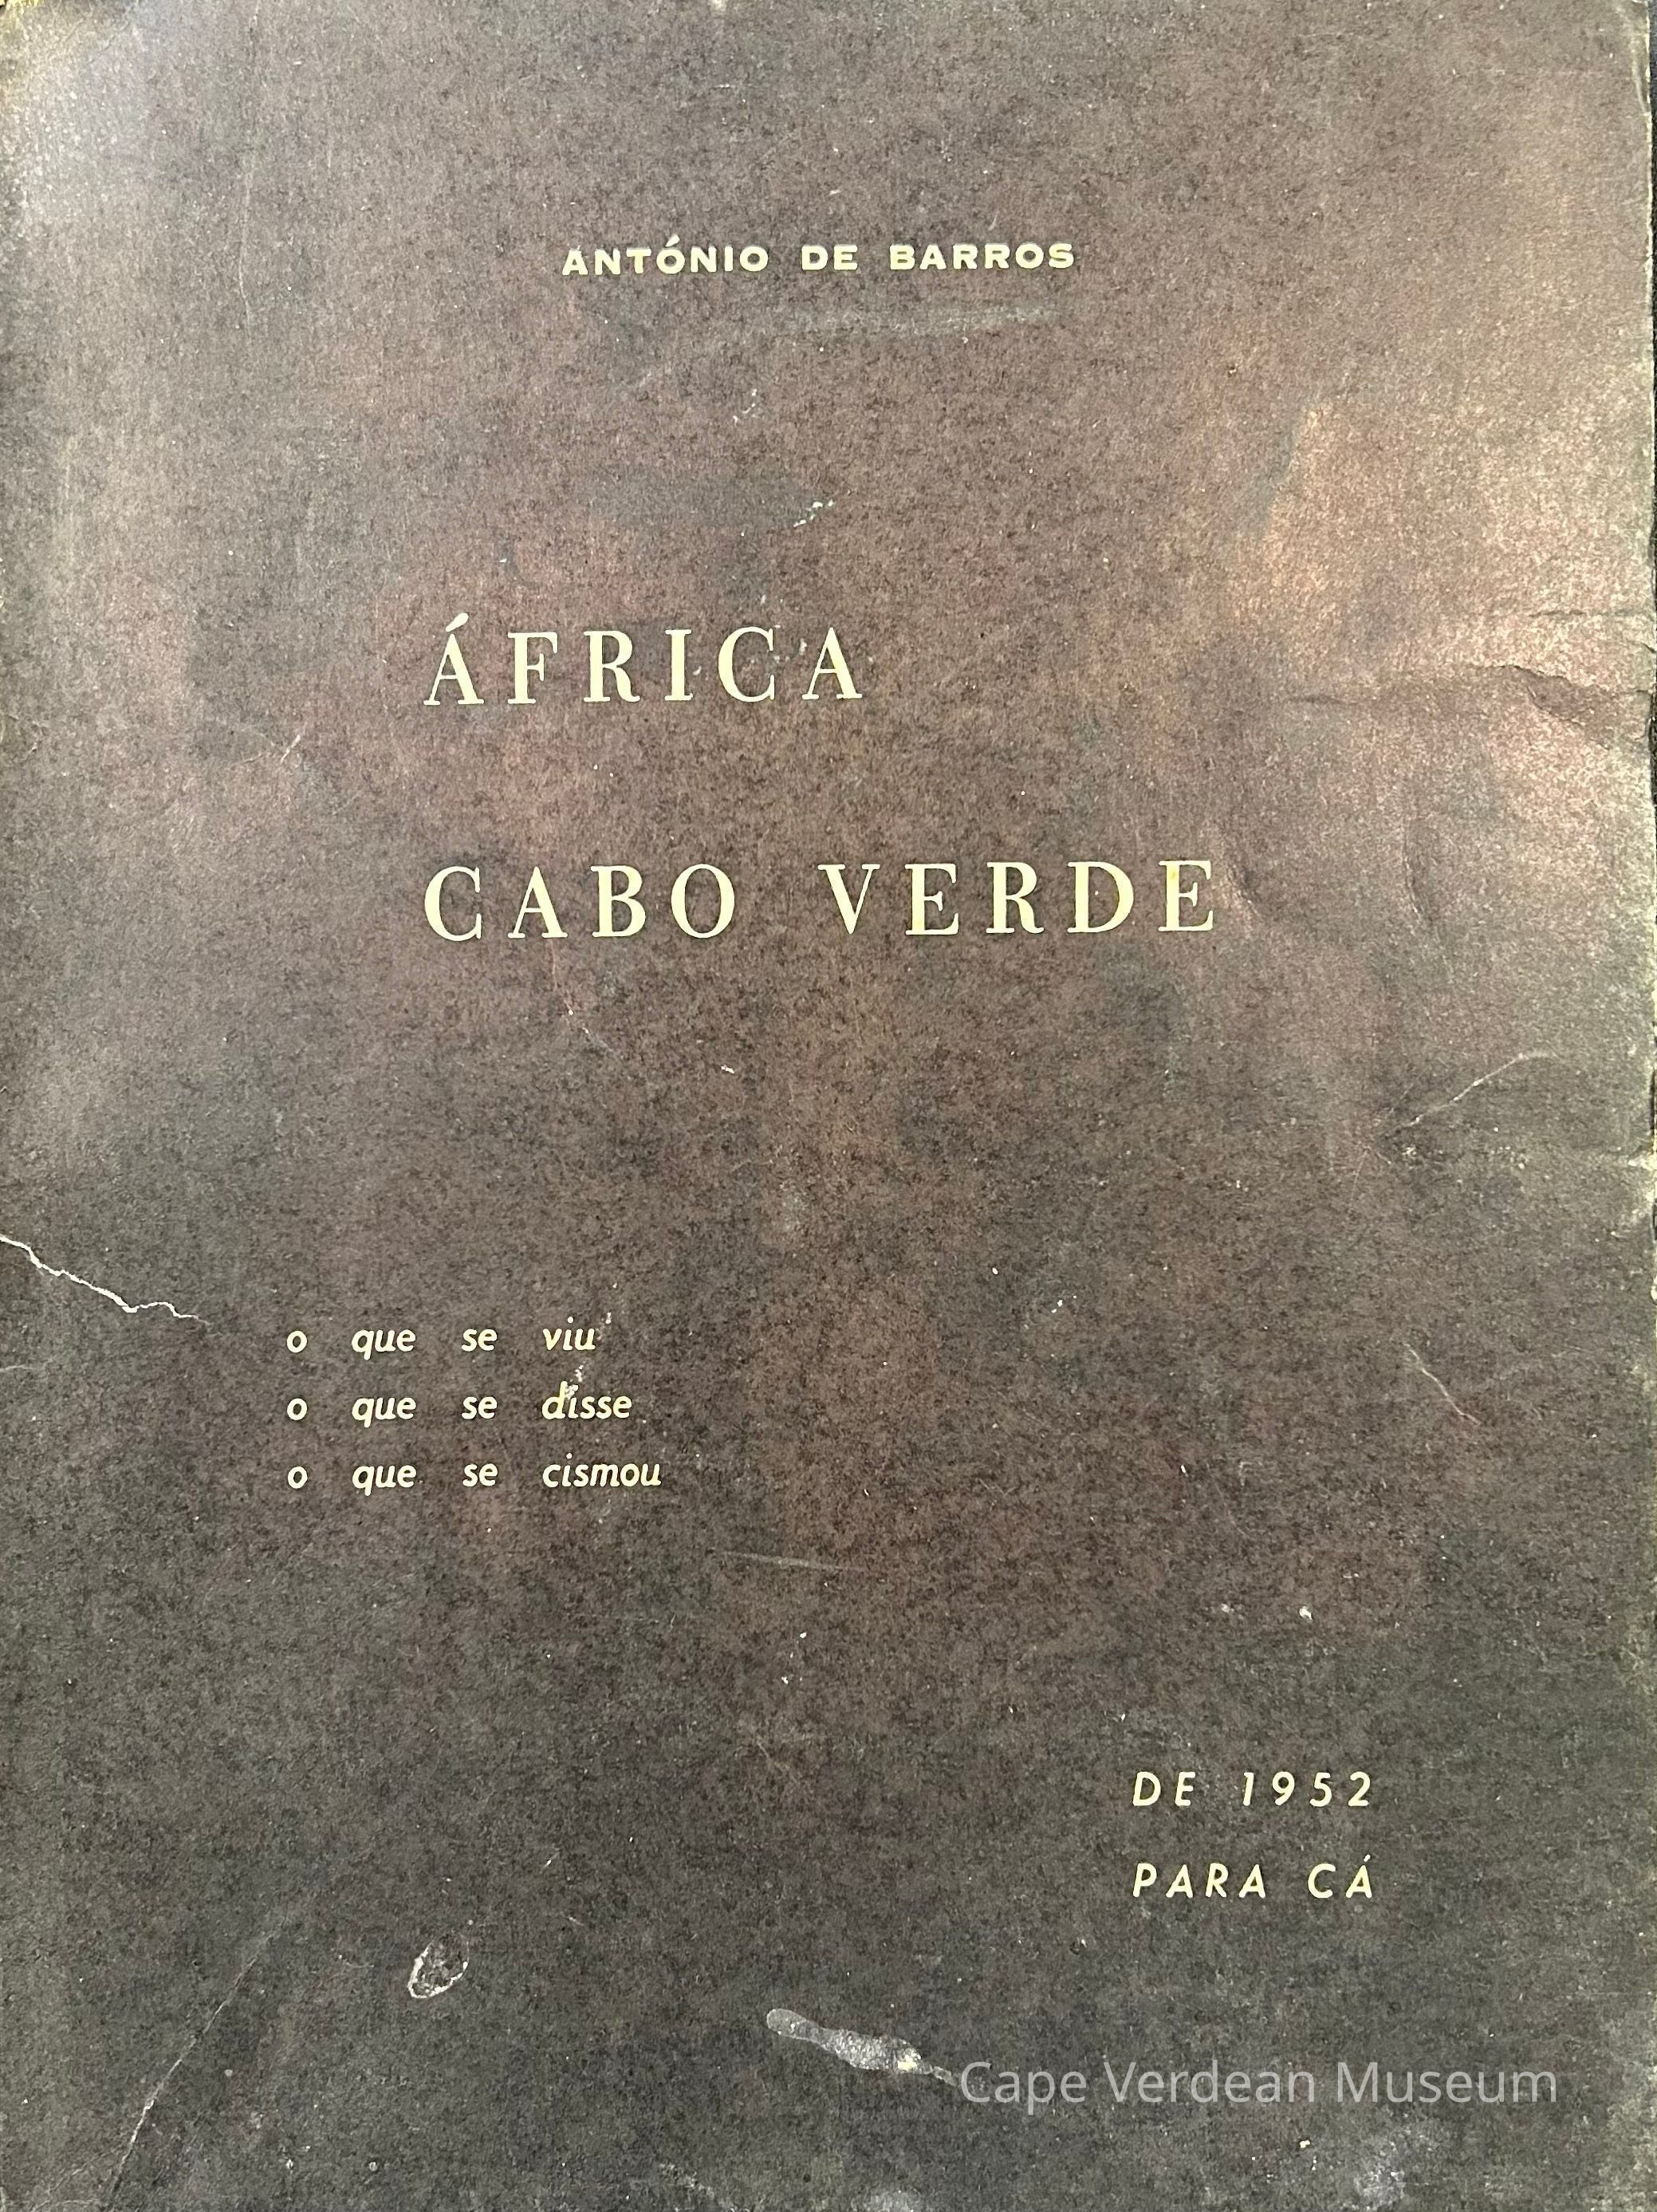 ANTÓNIO DE BARROS
ÁFRICA
CABO VERDE
o que se viu
o que se disse
o que se cismou
DE 1952
PARA CÁ
Cape Verdean Museum